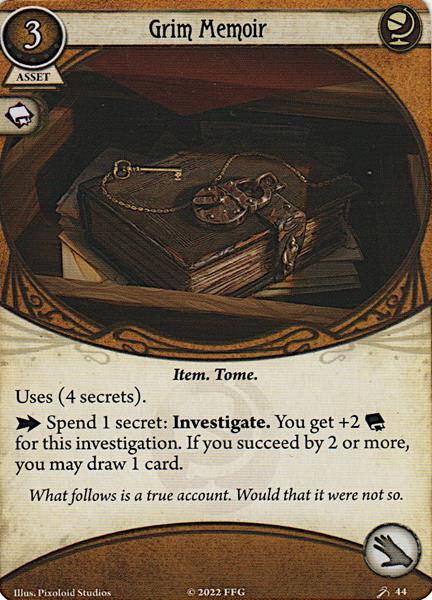 3
Grim Memoir
ASSET
Item. Tome.
Uses (4 secrets).
Spend 1 secret: Investigate. You get +2
for this investigation. If you succeed by 2 or more,
you may draw 1 card.
What follows is a true account. Would that it were not so.
Illus. Pixoloid Studios
© 2022 FFG
44